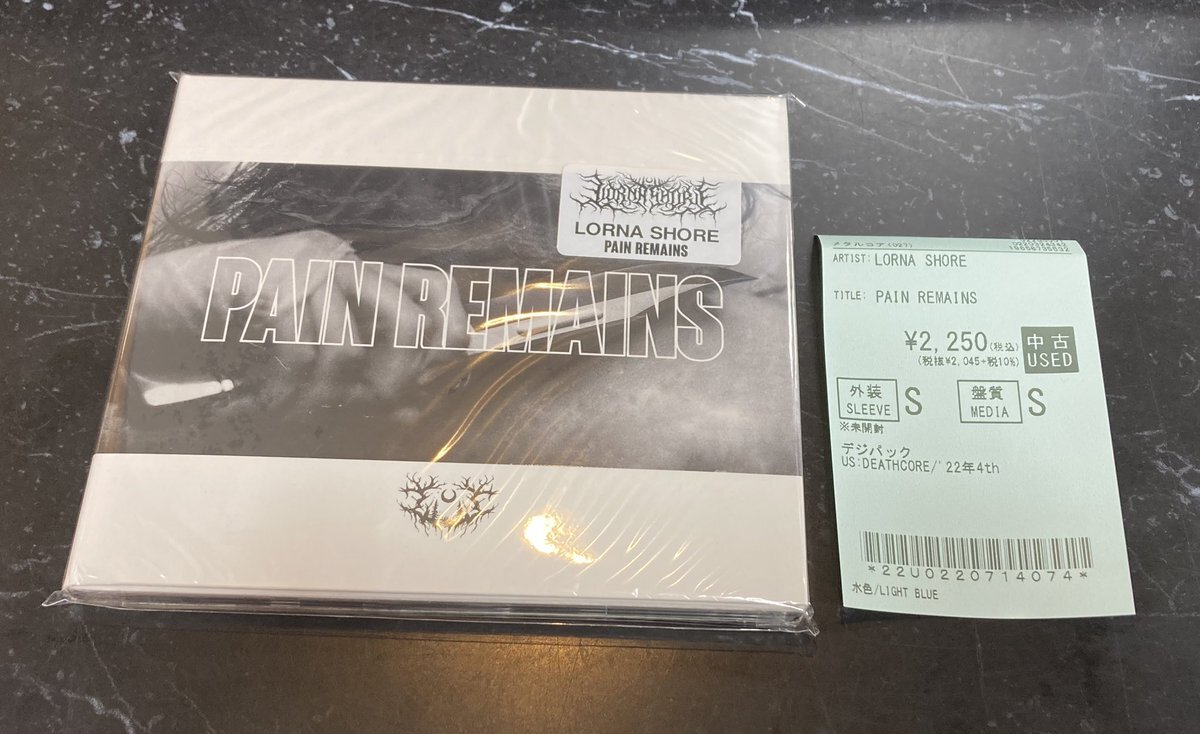 LORNA SHORE
LORNA SHORE
PAIN REMAINS
PAIN REMAINS
メタルコア(027)
ARTIST: LORNA SHORE
TITLE: PAIN REMAINS
¥2,250(税込)
(税抜¥2,045+税10%)
中古
USED
外装
SLEEVE
S
盤質
MEDIA
S
※未開封
デジパック
US:DEATHCORE/'22年4th
*22U0220714074*
水色/LIGHT BLUE